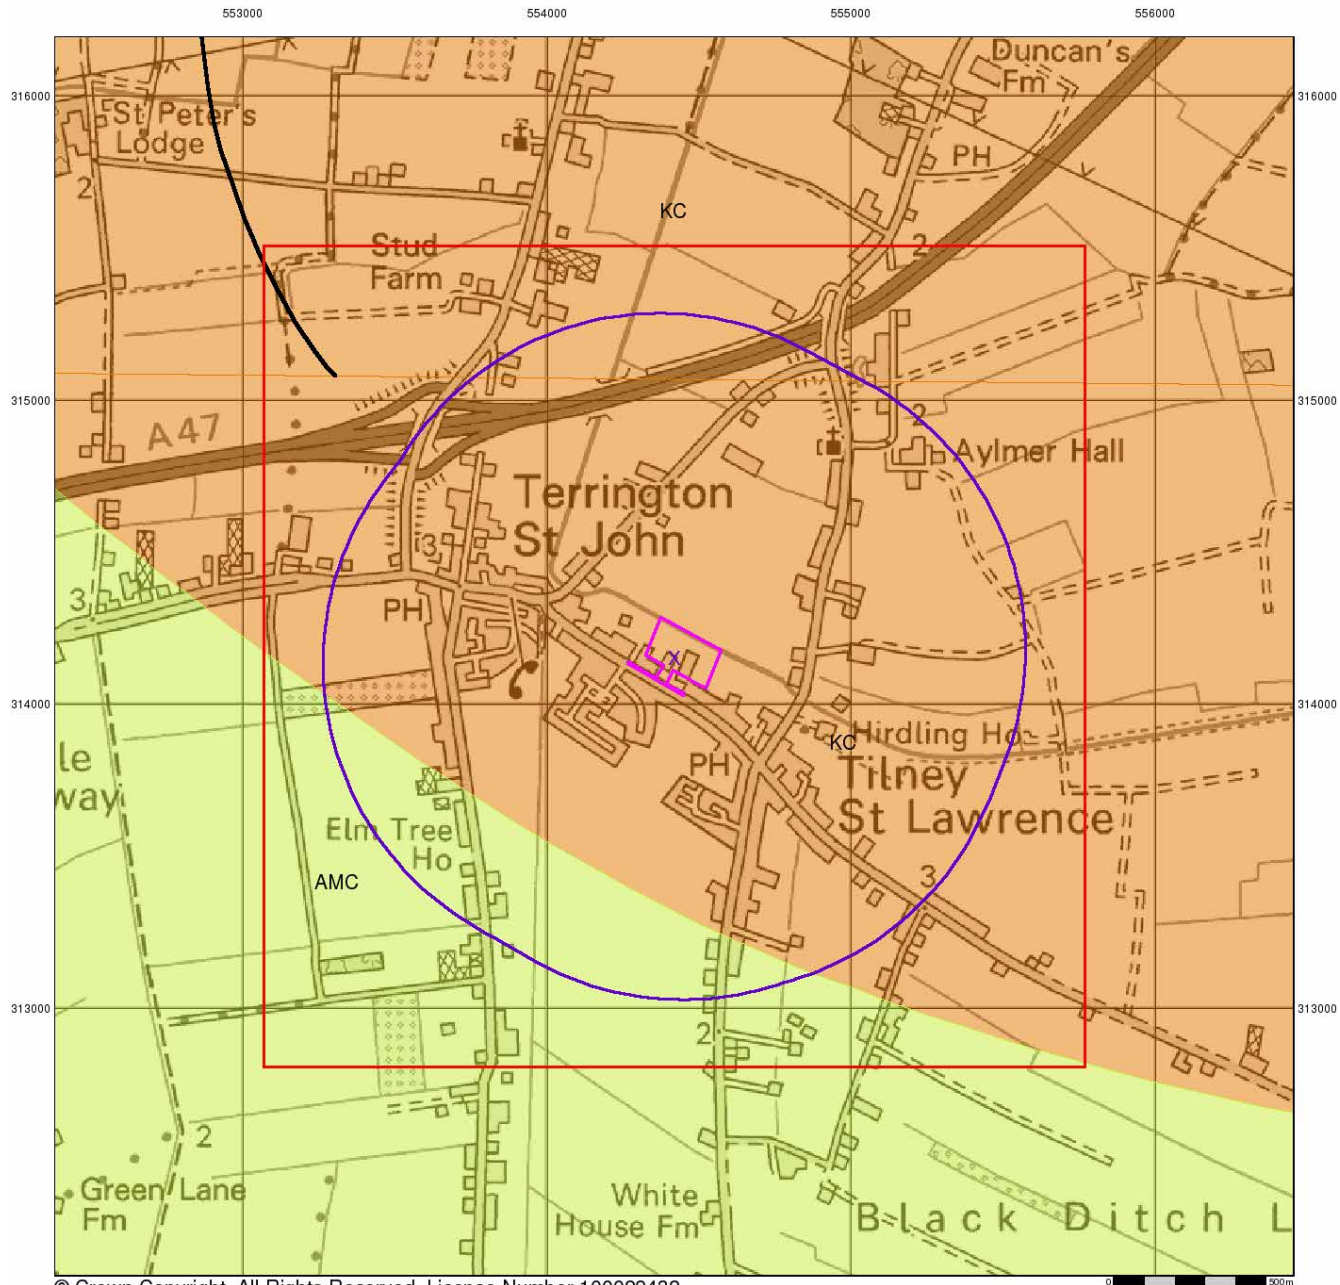 553000 554000 555000 556000
316000 316000
Duncan's
Fm
St Peter's
Lodge
PH
2
KC
2
Stud
Farm
315000 315000
A 47
2
Aylmer Hall
Terrington
St John
3
3
PH
X
314000 314000
Hirdling Ho
KC
PH
Tilney
St Lawrence
le
way
Elm Tree
Ho
AMC
3
313000 313000
2
2
Green Lane
Fm
White
House Fm
Black Ditch L
© Crown Copyright. All Rights Reserved. Licence Number 100022432
0 500m